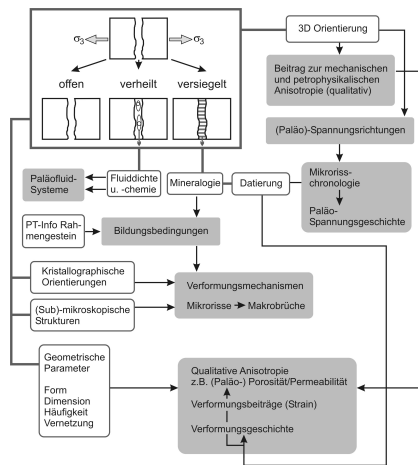 σ3
σ3
offen
verheilt
versiegelt
3D Orientierung
Beitrag zur mechanischen
und petrophysikalischen
Anisotropie (qualitativ)
(Paläo)-Spannungsrichtungen
Paläofluid-
Systeme
Fluiddichte
u. -chemie
Mineralogie
Datierung
Mikroriss-
chronologie
Paläo-
Spannungsgeschichte
PT-Info Rah-
mengestein
Bildungsbedingungen
Kristallographische
Orientierungen
(Sub)-mikroskopische
Strukturen
Verformungsmechanismen
Mikrorisse
Makrobrüche
Geometrische
Parameter
Form
Dimension
Häufigkeit
Vernetzung
Qualitative Anisotropie
z.B. (Paläo-) Porosität/Permeabilität
Verformungsbeiträge (Strain)
Verformungsgeschichte